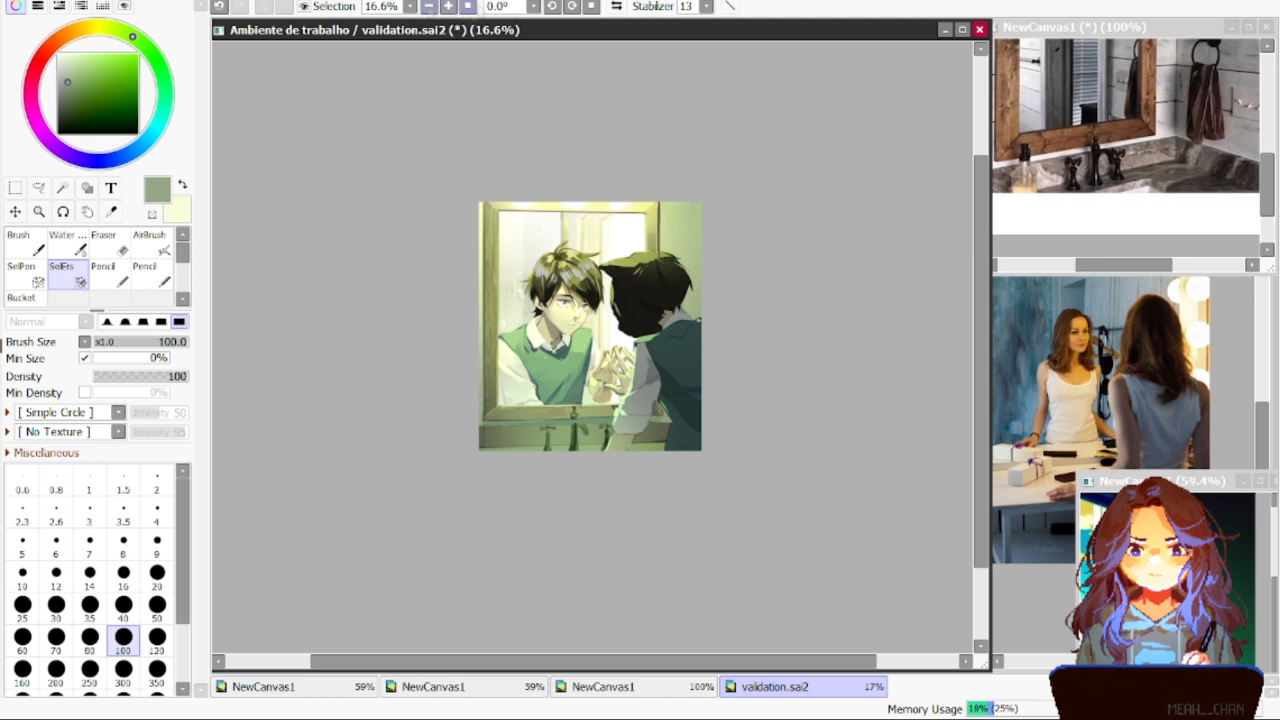 Selection 16.6% 0.0° Stabilizer 13
Ambiente de trabalho / validation.sai2 (*) (16.6%)
NewCanvas1 (*) (100%)
T
Brush Water ... Eraser AirBrush
SelPen SelErs Pencil Pencil
Bucket
Normal
Brush Size x1.0 100.0
Min Size 0%
Density 100
Min Density 0%
[ Simple Circle ] Intensity 50
[ No Texture ] Intensity 95
Miscellaneous
0.6 0.8 1 1.5 2
2.3 2.6 3 3.5 4
5 6 7 8 9
10 12 14 16 20
25 30 35 40 50
60 70 80 100 120
160 200 250 300 350
(59.4%)
NewCanvas1 59% NewCanvas1 59% NewCanvas1 100% validation.sai2 17%
Memory Usage 18% (25%)
MEAH__CHAN